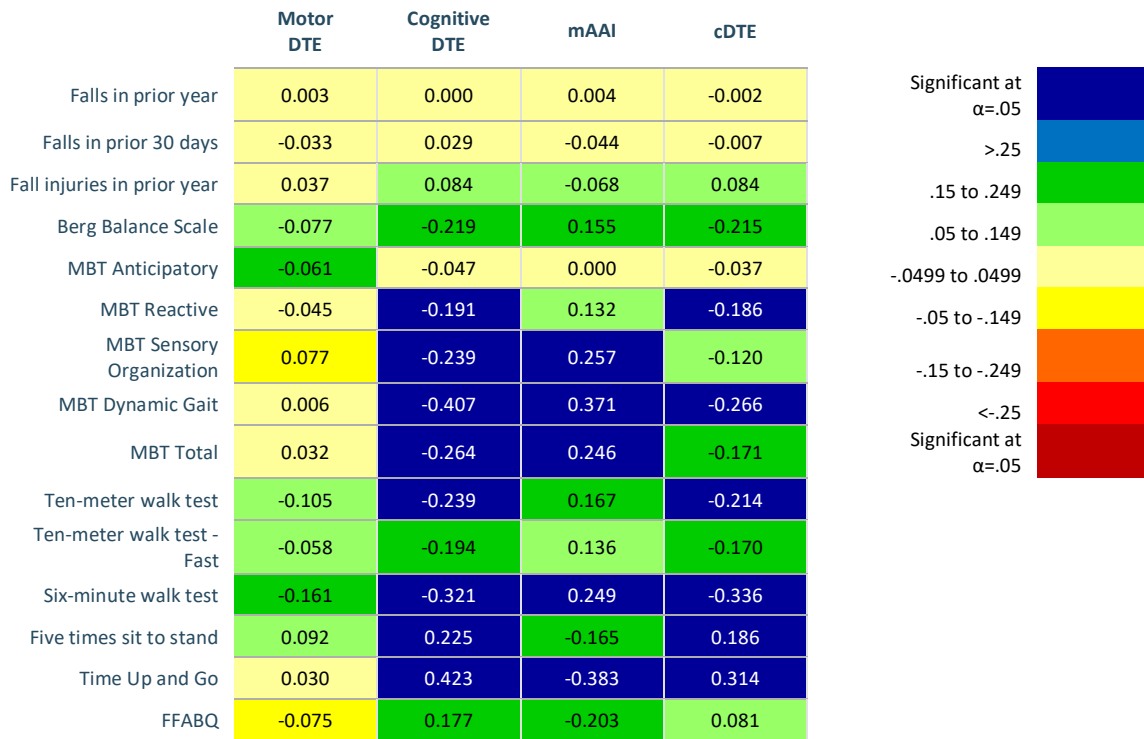 Motor DTE Cognitive DTE mAAI cDTE
Falls in prior year 0.003 0.000 0.004 -0.002
Falls in prior 30 days -0.033 0.029 -0.044 -0.007
Fall injuries in prior year 0.037 0.084 -0.068 0.084
Berg Balance Scale -0.077 -0.219 0.155 -0.215
MBT Anticipatory -0.061 -0.047 0.000 -0.037
MBT Reactive -0.045 -0.191 0.132 -0.186
MBT Sensory Organization 0.077 -0.239 0.257 -0.120
MBT Dynamic Gait 0.006 -0.407 0.371 -0.266
MBT Total 0.032 -0.264 0.246 -0.171
Ten-meter walk test -0.105 -0.239 0.167 -0.214
Ten-meter walk test - Fast -0.058 -0.194 0.136 -0.170
Six-minute walk test -0.161 -0.321 0.249 -0.336
Five times sit to stand 0.092 0.225 -0.165 0.186
Time Up and Go 0.030 0.423 -0.383 0.314
FFABQ -0.075 0.177 -0.203 0.081
Significant at
α=.05
>.25
.15 to .249
.05 to .149
-.0499 to .0499
-.05 to -.149
-.15 to -.249
<-.25
Significant at
α=.05